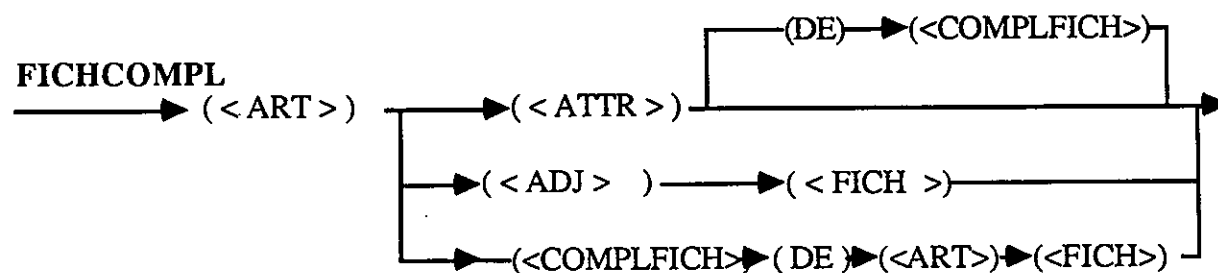 (DE) (<COMPLFICH>)
FICHCOMPL
(<ART>) (<ATTR>)
(<ADJ> ) (<FICH >)
(<COMPLFICH> (DE) (<ART>) (<FICH>)